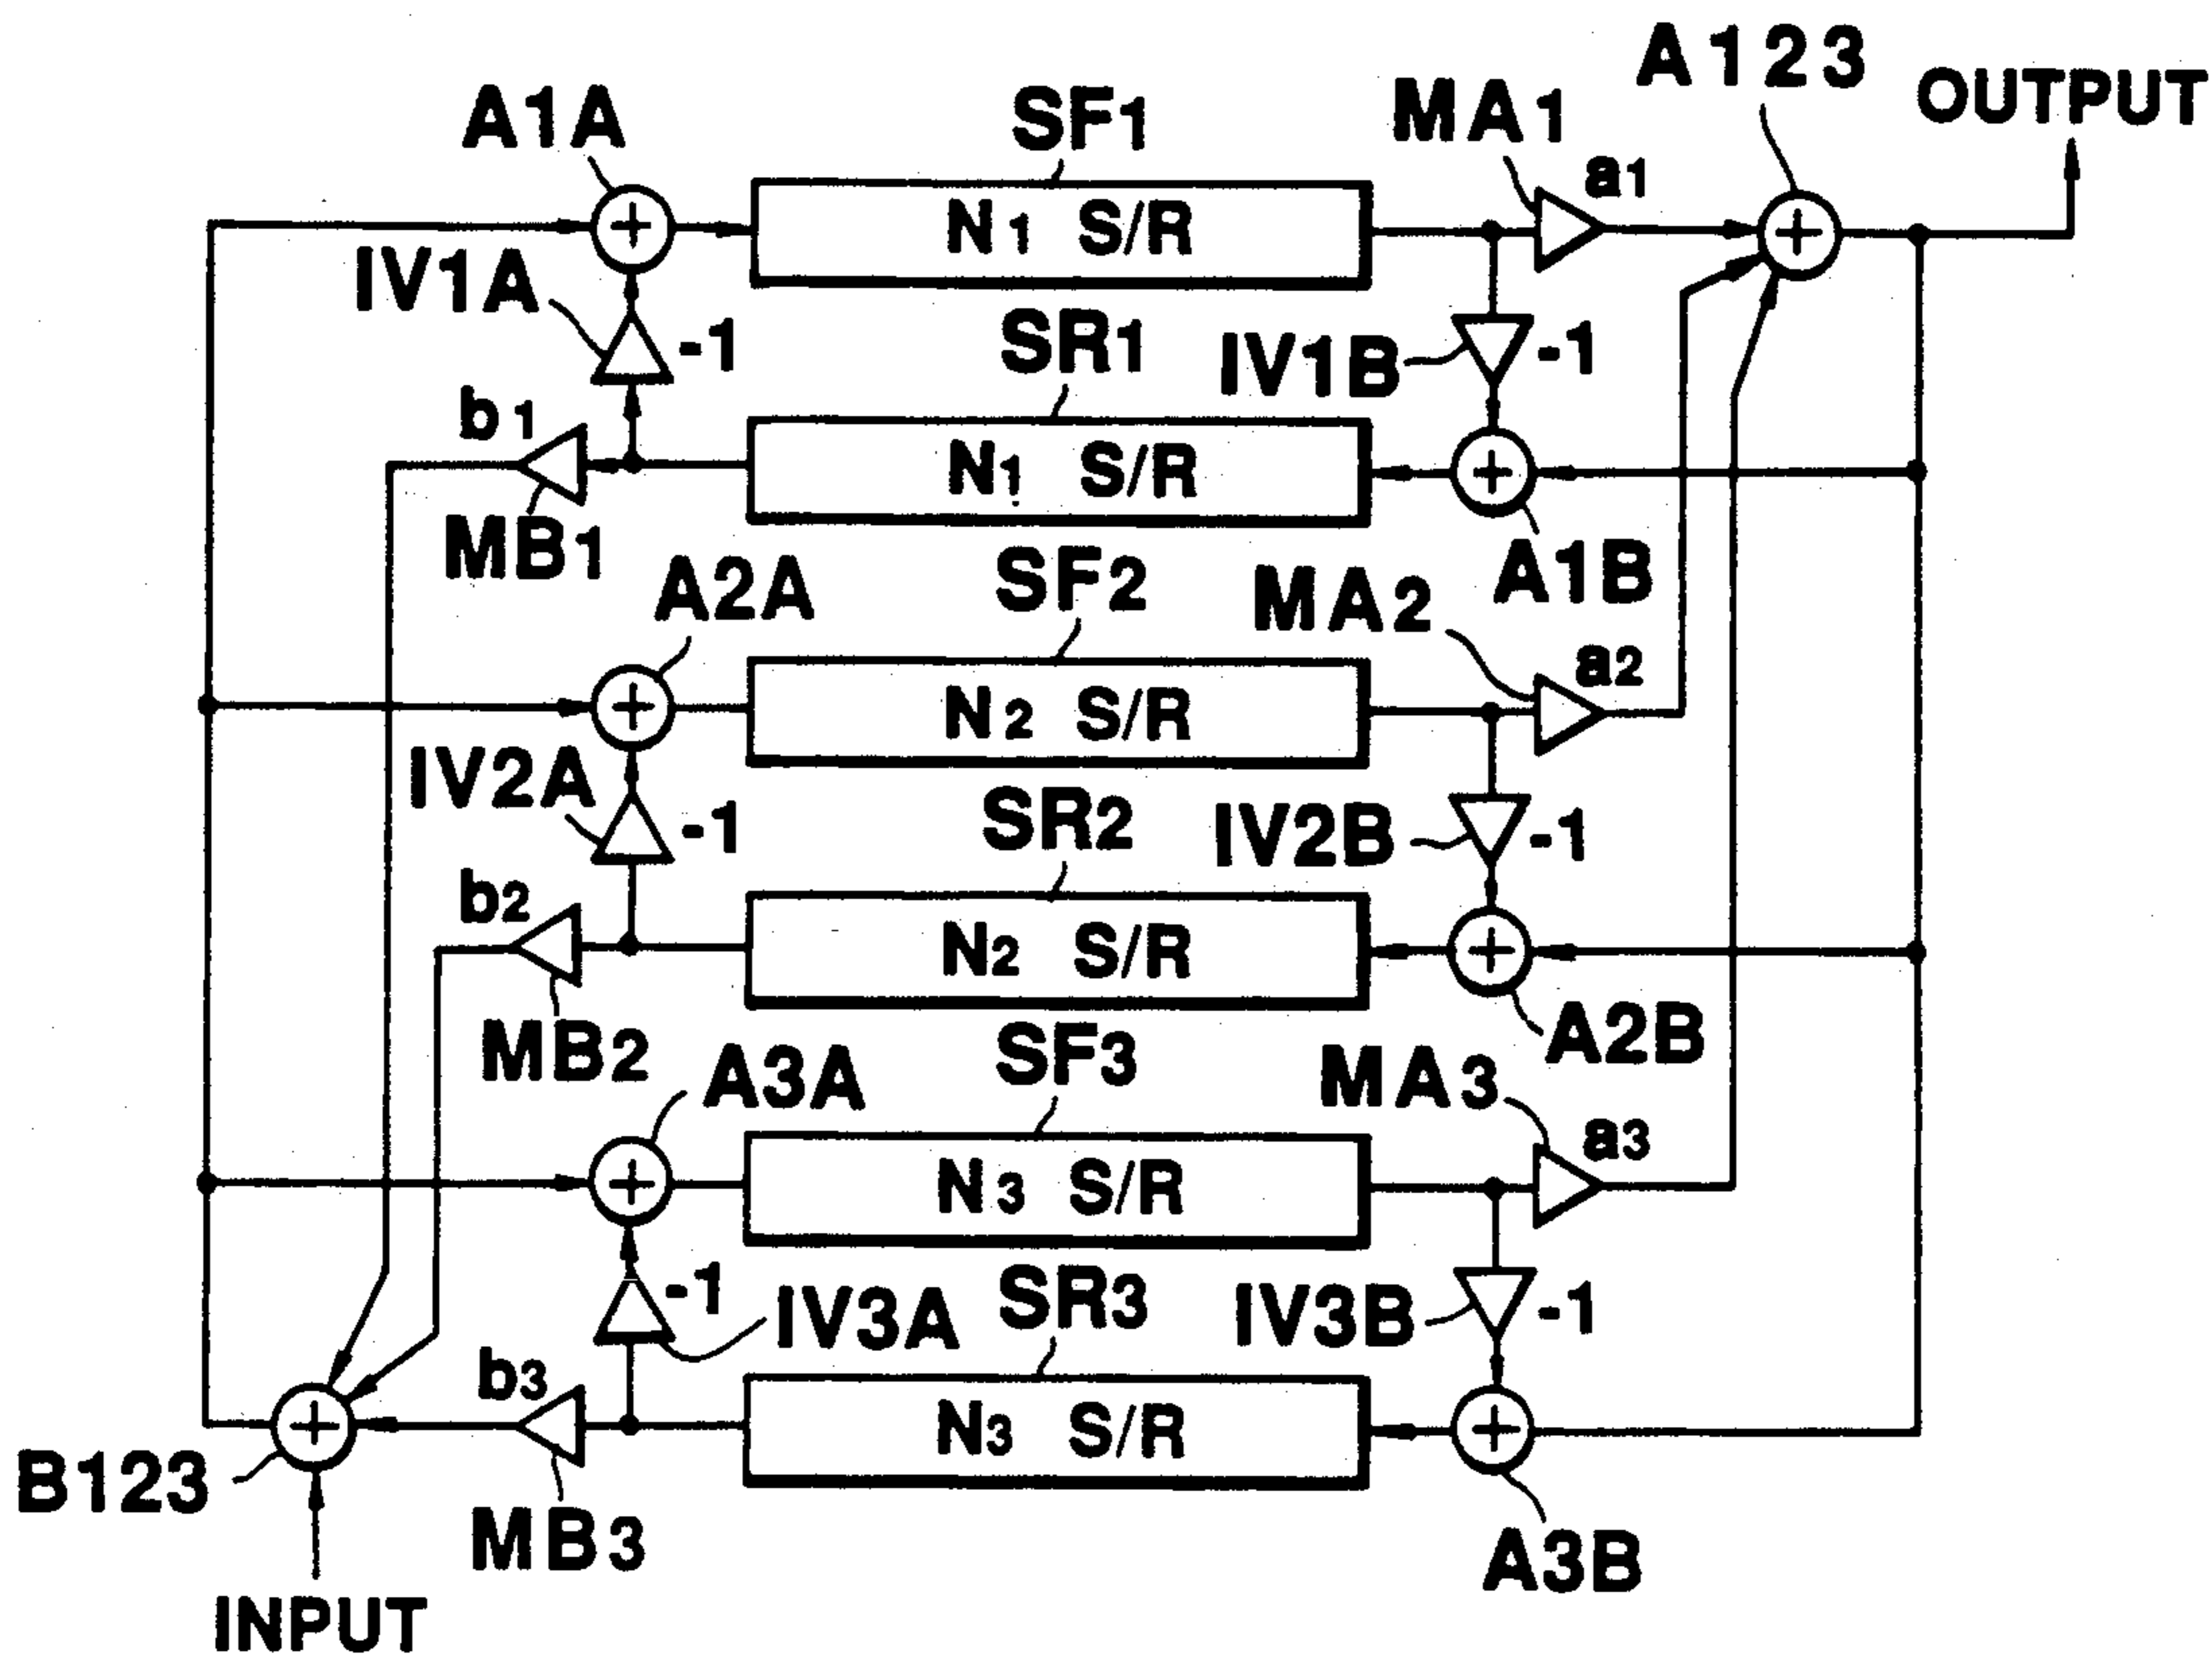 A123
OUTPUT
A1A
SF1
MA1
a1
N1 S/R
IV1A
-1
SR1
IV1B
-1
b1
N1 S/R
MB1
A1B
A2A
SF2
MA2
a2
N2 S/R
IV2A
-1
SR2
IV2B
-1
b2
N2 S/R
MB2
A2B
A3A
SF3
MA3
a3
N3 S/R
-1
IV3A
SR3
IV3B
-1
b3
N3 S/R
B123
MB3
A3B
INPUT